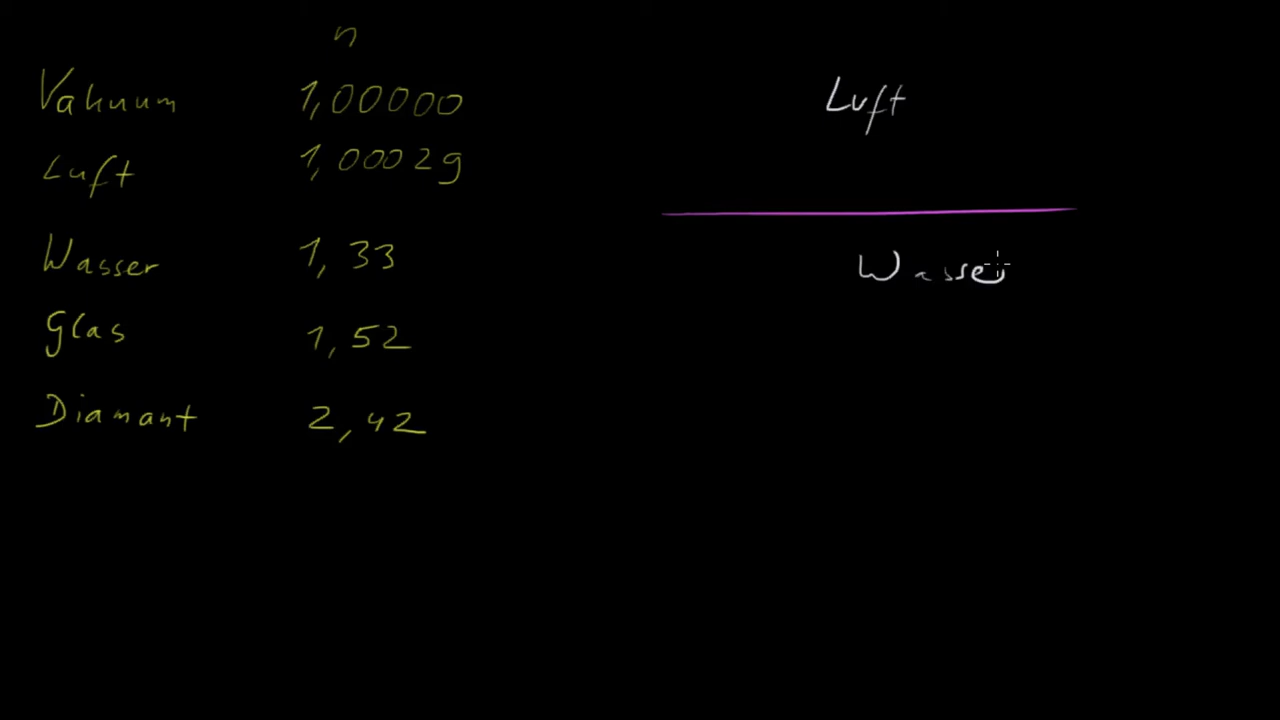 n
Vakuum 1,00000
Luft 1,00029
Wasser 1,33
Glas 1,52
Diamant 2,42
Luft
Wasser